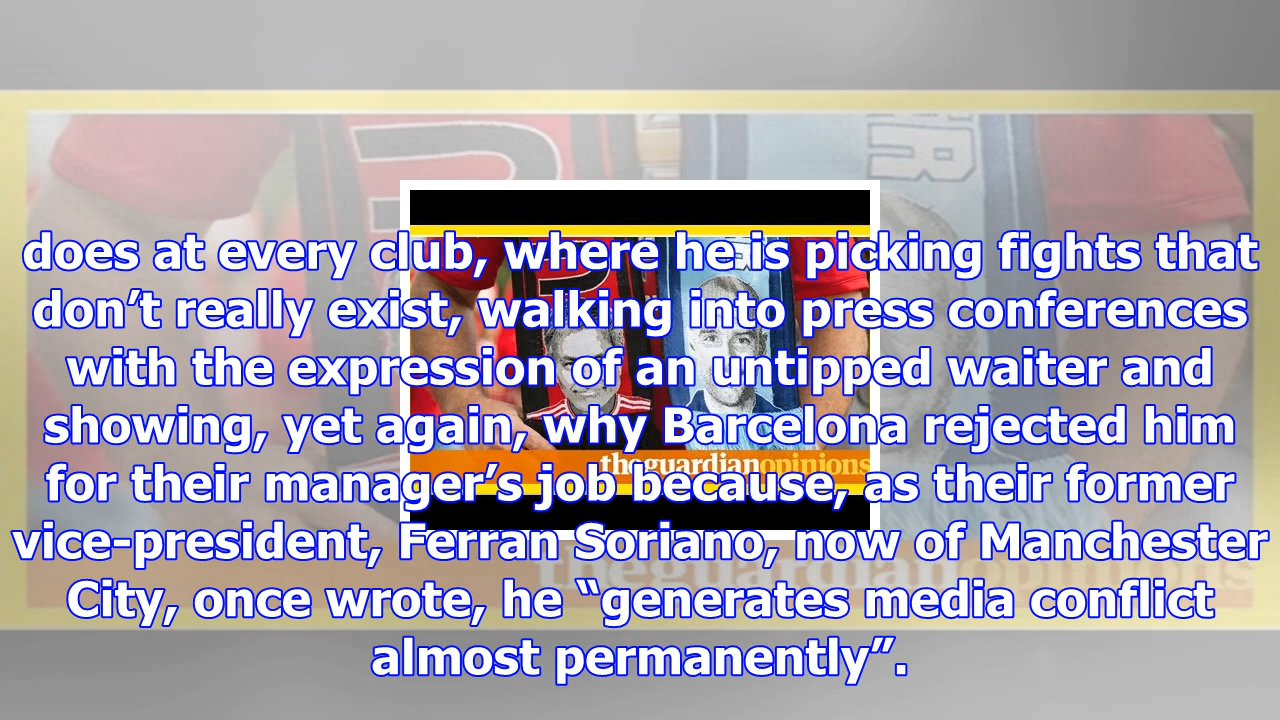 does at every club, where he is picking fights that
don’t really exist, walking into press conferences
with the expression of an untipped waiter and
showing, yet again, why Barcelona rejected him
theguardianopinions
for their manager’s job because, as their former
vice-president, Ferran Soriano, now of Manchester
theguardianopinions
City, once wrote, he “generates media conflict
almost permanently”.